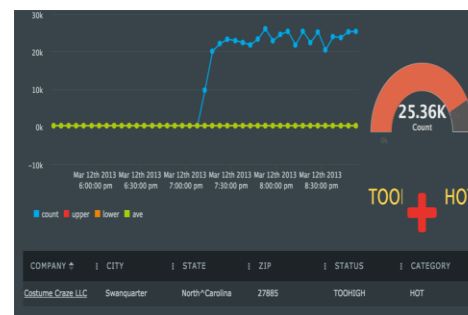 30k
20k
10k
0k
-10k
Mar 12th 2013 Mar 12th 2013 Mar 12th 2013 Mar 12th 2013 Mar 12th 2013 Mar 12th 2013
6:00:00 pm 6:30:00 pm 7:00:00 pm 7:30:00 pm 8:00:00 pm 8:30:00 pm
count upper lower ave
25.36K
Count
0k
TOO HOT
COMPANY CITY STATE ZIP STATUS CATEGORY
Costume Craze LLC Swanquarter North^Carolina 27885 TOOHIGH HOT